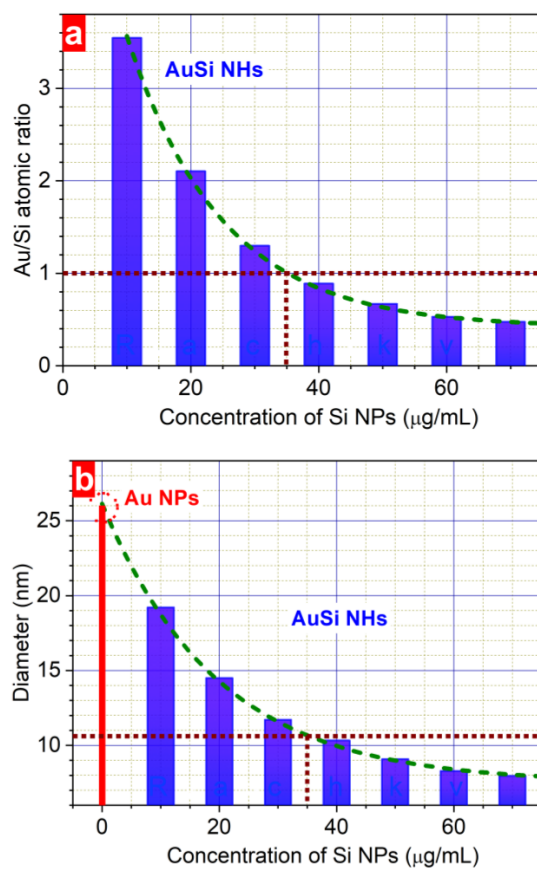 a
AuSi NHs
3
2
1
0
Au/Si atomic ratio
0 20 40 60
Concentration of Si NPs (μg/mL)
b
Au NPs
AuSi NHs
25
20
15
10
Diameter (nm)
0 20 40 60
Concentration of Si NPs (μg/mL)